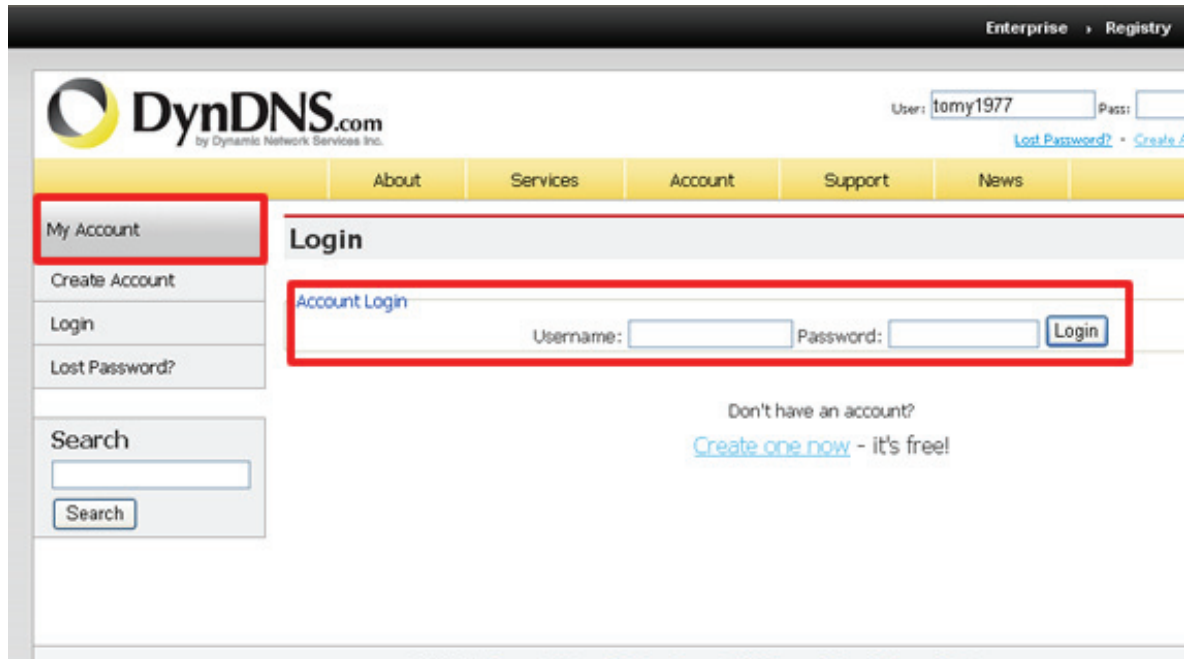 Enterprise › Registry
DynDNS.com
by Dynamic Network Services Inc.
User: tomy1977 Pass:
Lost Password? - Create A
About Services Account Support News
My Account
Create Account
Login
Lost Password?
Search
Search
Login
Account Login
Username: Password: Login
Don't have an account?
Create one now - it's free!